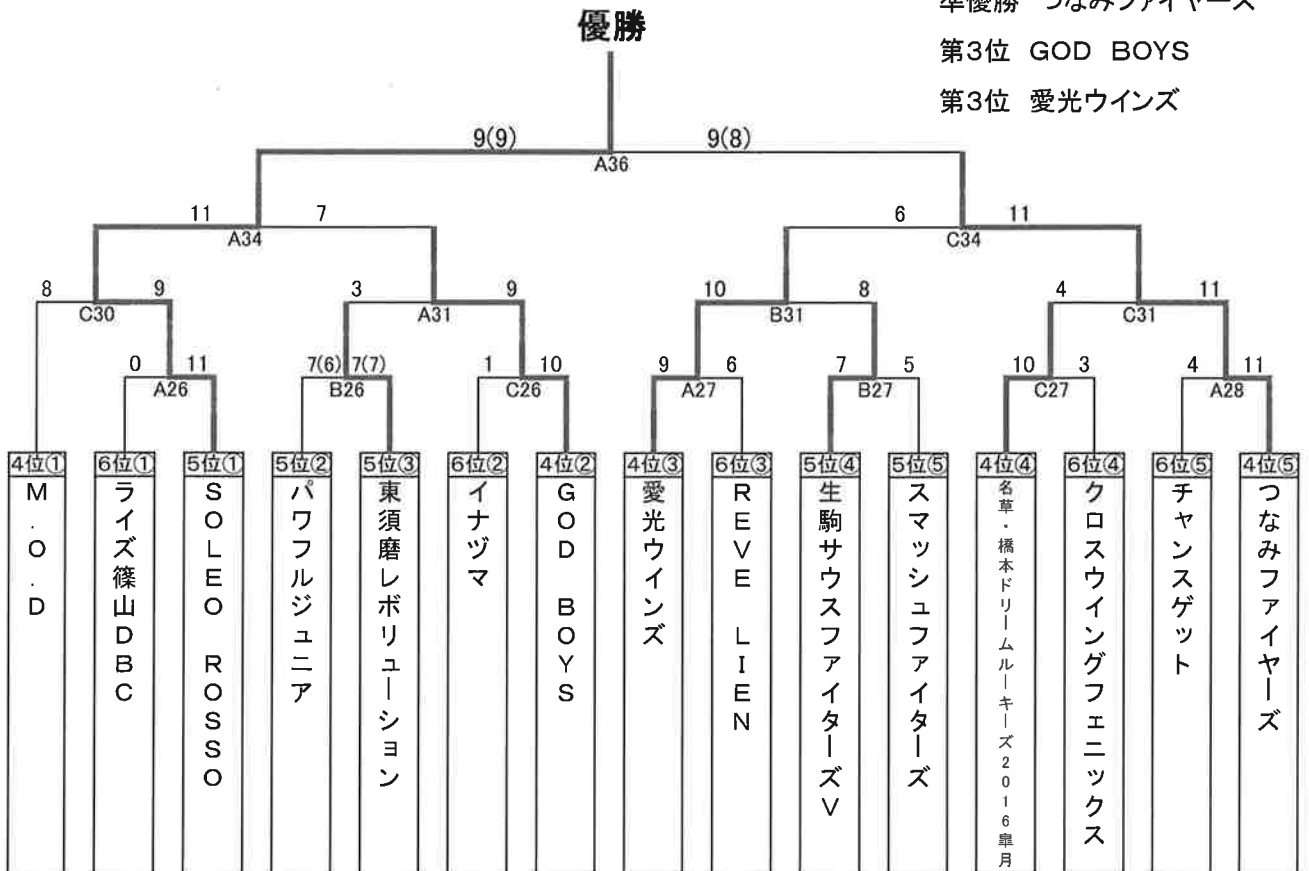 優勝
準優勝 つなみファイヤーズ
第3位 GOD BOYS
第3位 愛光ウインズ
9(9) 9(8)
A36
11 7 6 11
A34 C34
8 9 3 9 10 8 4 11
C30 A31 B31 C31
0 11 7(6) 7(7) 1 10 9 6 7 5 10 3 4 11
A26 B26 C26 A27 B27 C27 A28
4位① 6位① 5位① 5位② 5位③ 6位② 4位② 4位③ 6位③ 5位④ 5位⑤ 4位④ 6位④ 6位⑤ 4位⑤
M.O.D
ライズ篠山DBC
SOLEO ROSSO
パワフルジュニア
東須磨レボリューション
イナヅマ
GOD BOYS
愛光ウインズ
REVE LIEN
生駒サウスファイターズV
スマッシュファイターズ
名草・橋本ドリームルーキーズ2016皐月
クロスウイングフェニックス
チャンスゲット
つなみファイヤーズ